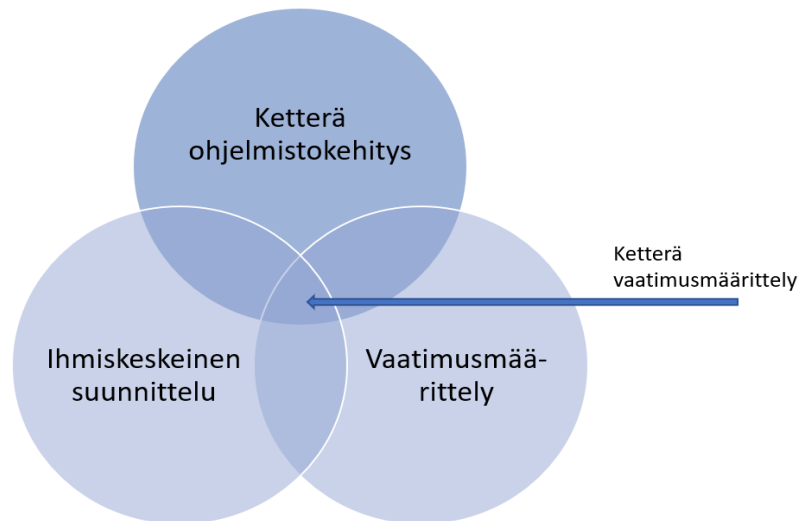 Ketterä
ohjelmistokehitys
Ketterä
vaatimusmäärittely
Ihmiskeskeinen
suunnittelu
Vaatimusmää-
rittely